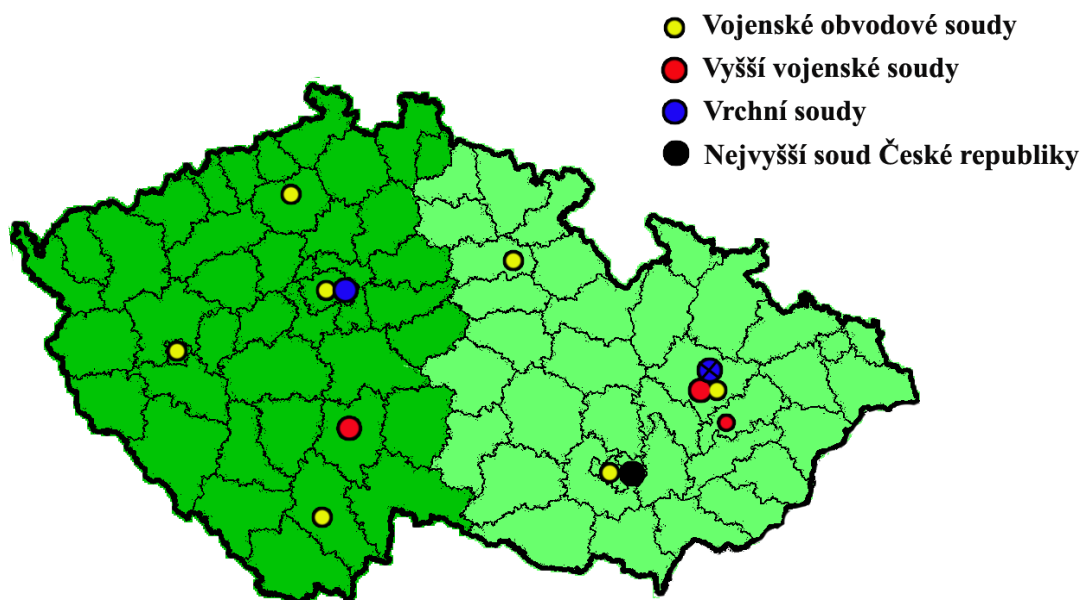 Vojenské obvodové soudy
Vyšší vojenské soudy
Vrchní soudy
Nejvyšší soud České republiky